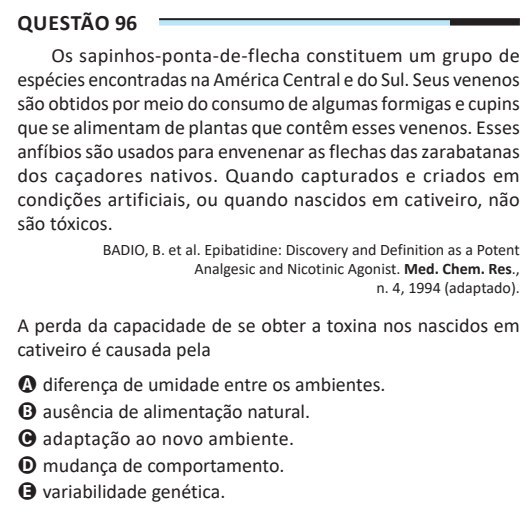 QUESTÃO 96
Os sapinhos-ponta-de-flecha constituem um grupo de
espécies encontradas na América Central e do Sul. Seus venenos
são obtidos por meio do consumo de algumas formigas e cupins
que se alimentam de plantas que contêm esses venenos. Esses
anfíbios são usados para envenenar as flechas das zarabatanas
dos caçadores nativos. Quando capturados e criados em
condições artificiais, ou quando nascidos em cativeiro, não
são tóxicos.
BADIO, B. et al. Epibatidine: Discovery and Definition as a Potent
Analgesic and Nicotinic Agonist. Med. Chem. Res.,
n. 4, 1994 (adaptado).
A perda da capacidade de se obter a toxina nos nascidos em
cativeiro é causada pela
A diferença de umidade entre os ambientes.
B ausência de alimentação natural.
C adaptação ao novo ambiente.
D mudança de comportamento.
E variabilidade genética.